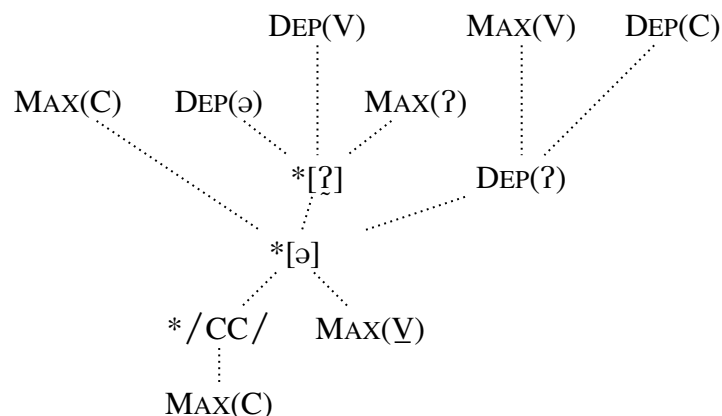 DEP(V) MAX(V) DEP(C)
MAX(C) DEP(ə) MAX(ʔ)
*[ʔ̰] DEP(ʔ)
*[ə]
*/CC/ MAX(V̲)
MAX(C)